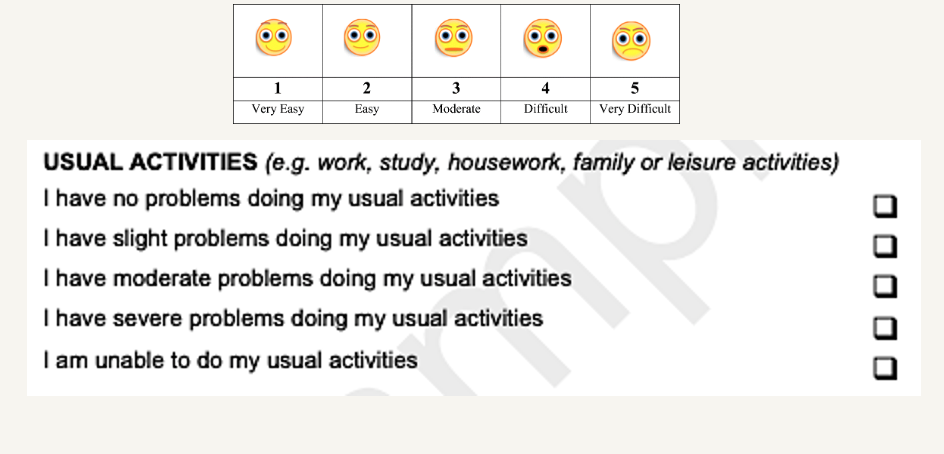 1 2 3 4 5
Very Easy Easy Moderate Difficult Very Difficult
USUAL ACTIVITIES (e.g. work, study, housework, family or leisure activities)
I have no problems doing my usual activities
I have slight problems doing my usual activities
I have moderate problems doing my usual activities
I have severe problems doing my usual activities
I am unable to do my usual activities